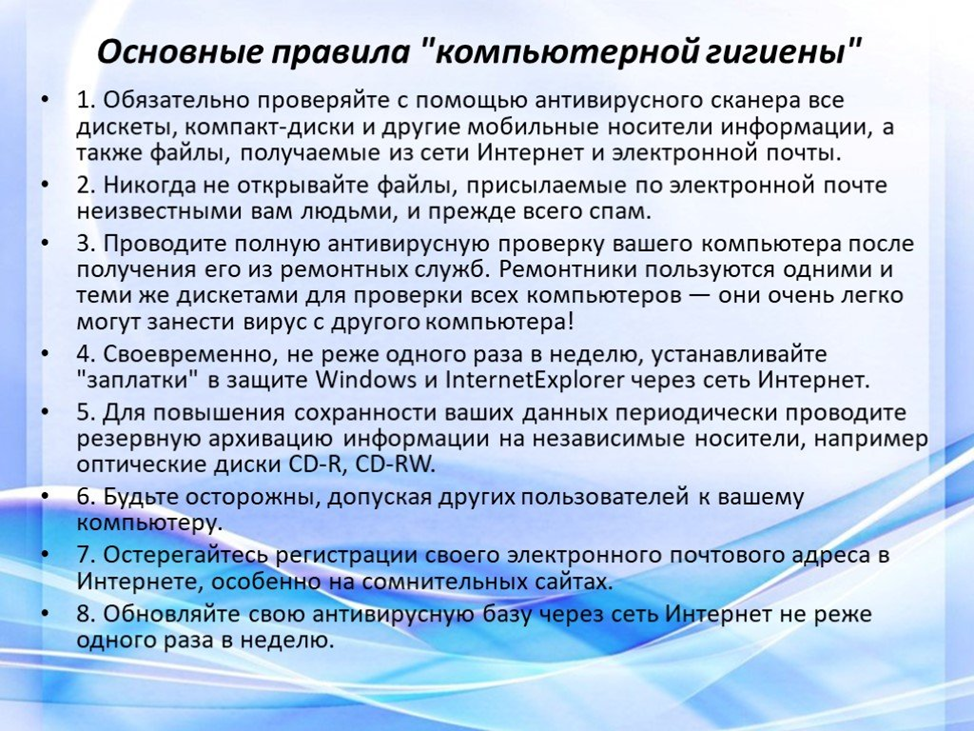 Основные правила "компьютерной гигиены"
• 1. Обязательно проверяйте с помощью антивирусного сканера все
дискеты, компакт-диски и другие мобильные носители информации, а
также файлы, получаемые из сети Интернет и электронной почты.
• 2. Никогда не открывайте файлы, присылаемые по электронной почте
неизвестными вам людьми, и прежде всего спам.
• 3. Проводите полную антивирусную проверку вашего компьютера после
получения его из ремонтных служб. Ремонтники пользуются одними и
теми же дискетами для проверки всех компьютеров — они очень легко
могут занести вирус с другого компьютера!
• 4. Своевременно, не реже одного раза в неделю, устанавливайте
"заплатки" в защите Windows и InternetExplorer через сеть Интернет.
• 5. Для повышения сохранности ваших данных периодически проводите
резервную архивацию информации на независимые носители, например
оптические диски CD-R, CD-RW.
• 6. Будьте осторожны, допуская других пользователей к вашему
компьютеру.
• 7. Остерегайтесь регистрации своего электронного почтового адреса в
Интернете, особенно на сомнительных сайтах.
• 8. Обновляйте свою антивирусную базу через сеть Интернет не реже
одного раза в неделю.